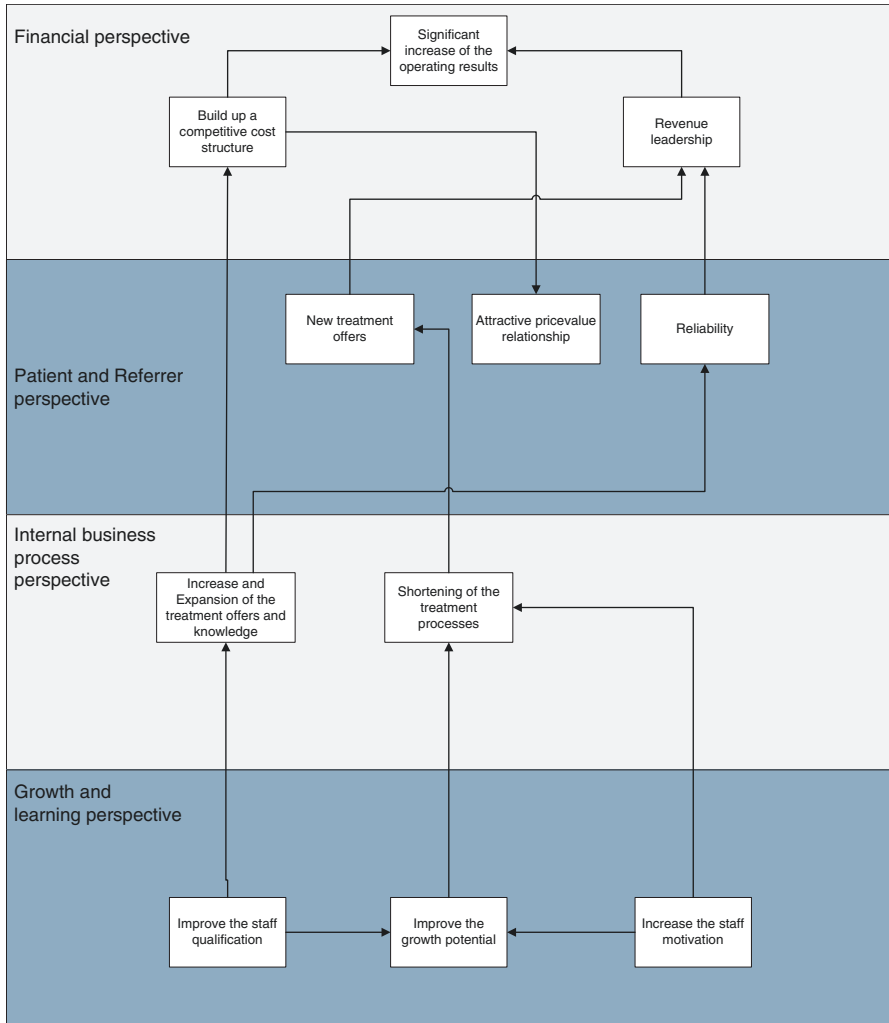 Financial perspective
Significant
increase of the
operating results
Build up a
competitive cost
structure
Revenue
leadership
Patient and Referrer
perspective
New treatment
offers
Attractive pricevalue
relationship
Reliability
Internal business
process
perspective
Increase and
Expansion of the
treatment offers and
knowledge
Shortening of the
treatment
processes
Growth and
learning perspective
Improve the staff
qualification
Improve the
growth potential
Increase the staff
motivation